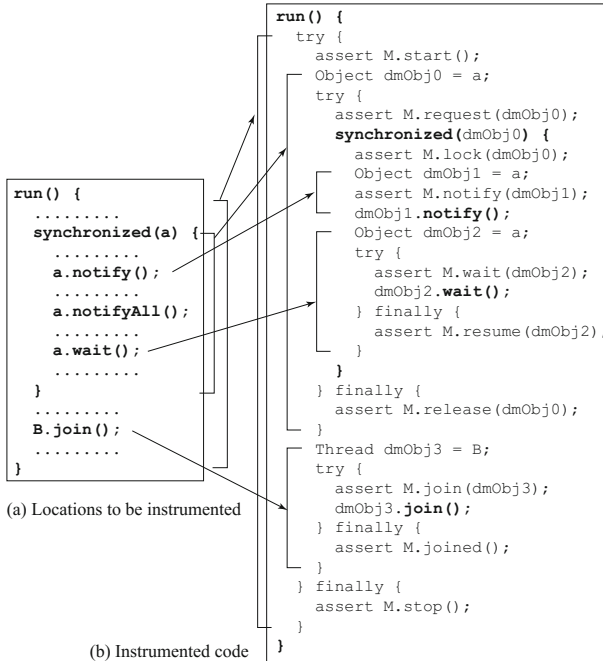 run() {
.........
synchronized(a) {
.........
a.notify();
.........
a.notifyAll();
.........
a.wait();
.........
}
.........
B.join();
.........
}
(a) Locations to be instrumented
run() {
try {
assert M.start();
Object dmObj0 = a;
try {
assert M.request(dmObj0);
synchronized(dmObj0) {
assert M.lock(dmObj0);
Object dmObj1 = a;
assert M.notify(dmObj1);
dmObj1.notify();
Object dmObj2 = a;
try {
assert M.wait(dmObj2);
dmObj2.wait();
} finally {
assert M.resume(dmObj2);
}
}
} finally {
assert M.release(dmObj0);
}
Thread dmObj3 = B;
try {
assert M.join(dmObj3);
dmObj3.join();
} finally {
assert M.joined();
}
} finally {
assert M.stop();
}
}
(b) Instrumented code